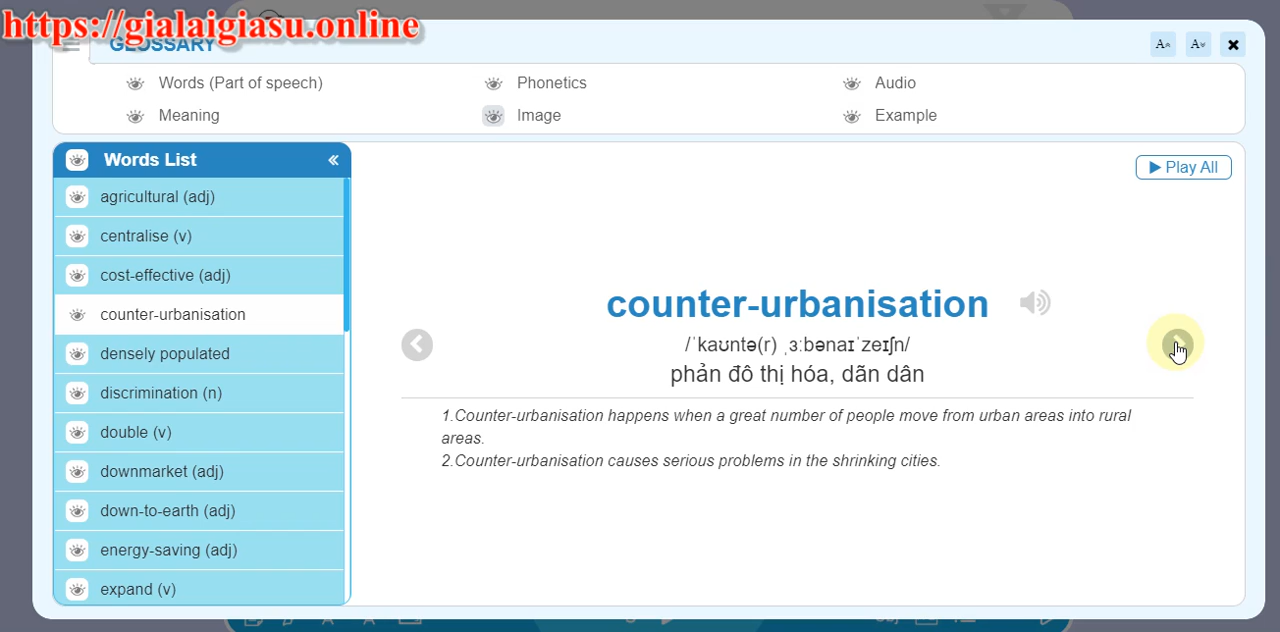 https://gialaigiasu.online
GLOSSARY
A A
Words (Part of speech) Phonetics Audio
Meaning Image Example
Words List «
Play All
agricultural (adj)
centralise (v)
cost-effective (adj)
counter-urbanisation
densely populated
discrimination (n)
double (v)
downmarket (adj)
down-to-earth (adj)
energy-saving (adj)
expand (v)
counter-urbanisation
/ˈkaʊntə(r) ˌɜːbənaɪˈzeɪʃn/
phản đô thị hóa, dãn dân
1.Counter-urbanisation happens when a great number of people move from urban areas into rural
areas.
2.Counter-urbanisation causes serious problems in the shrinking cities.